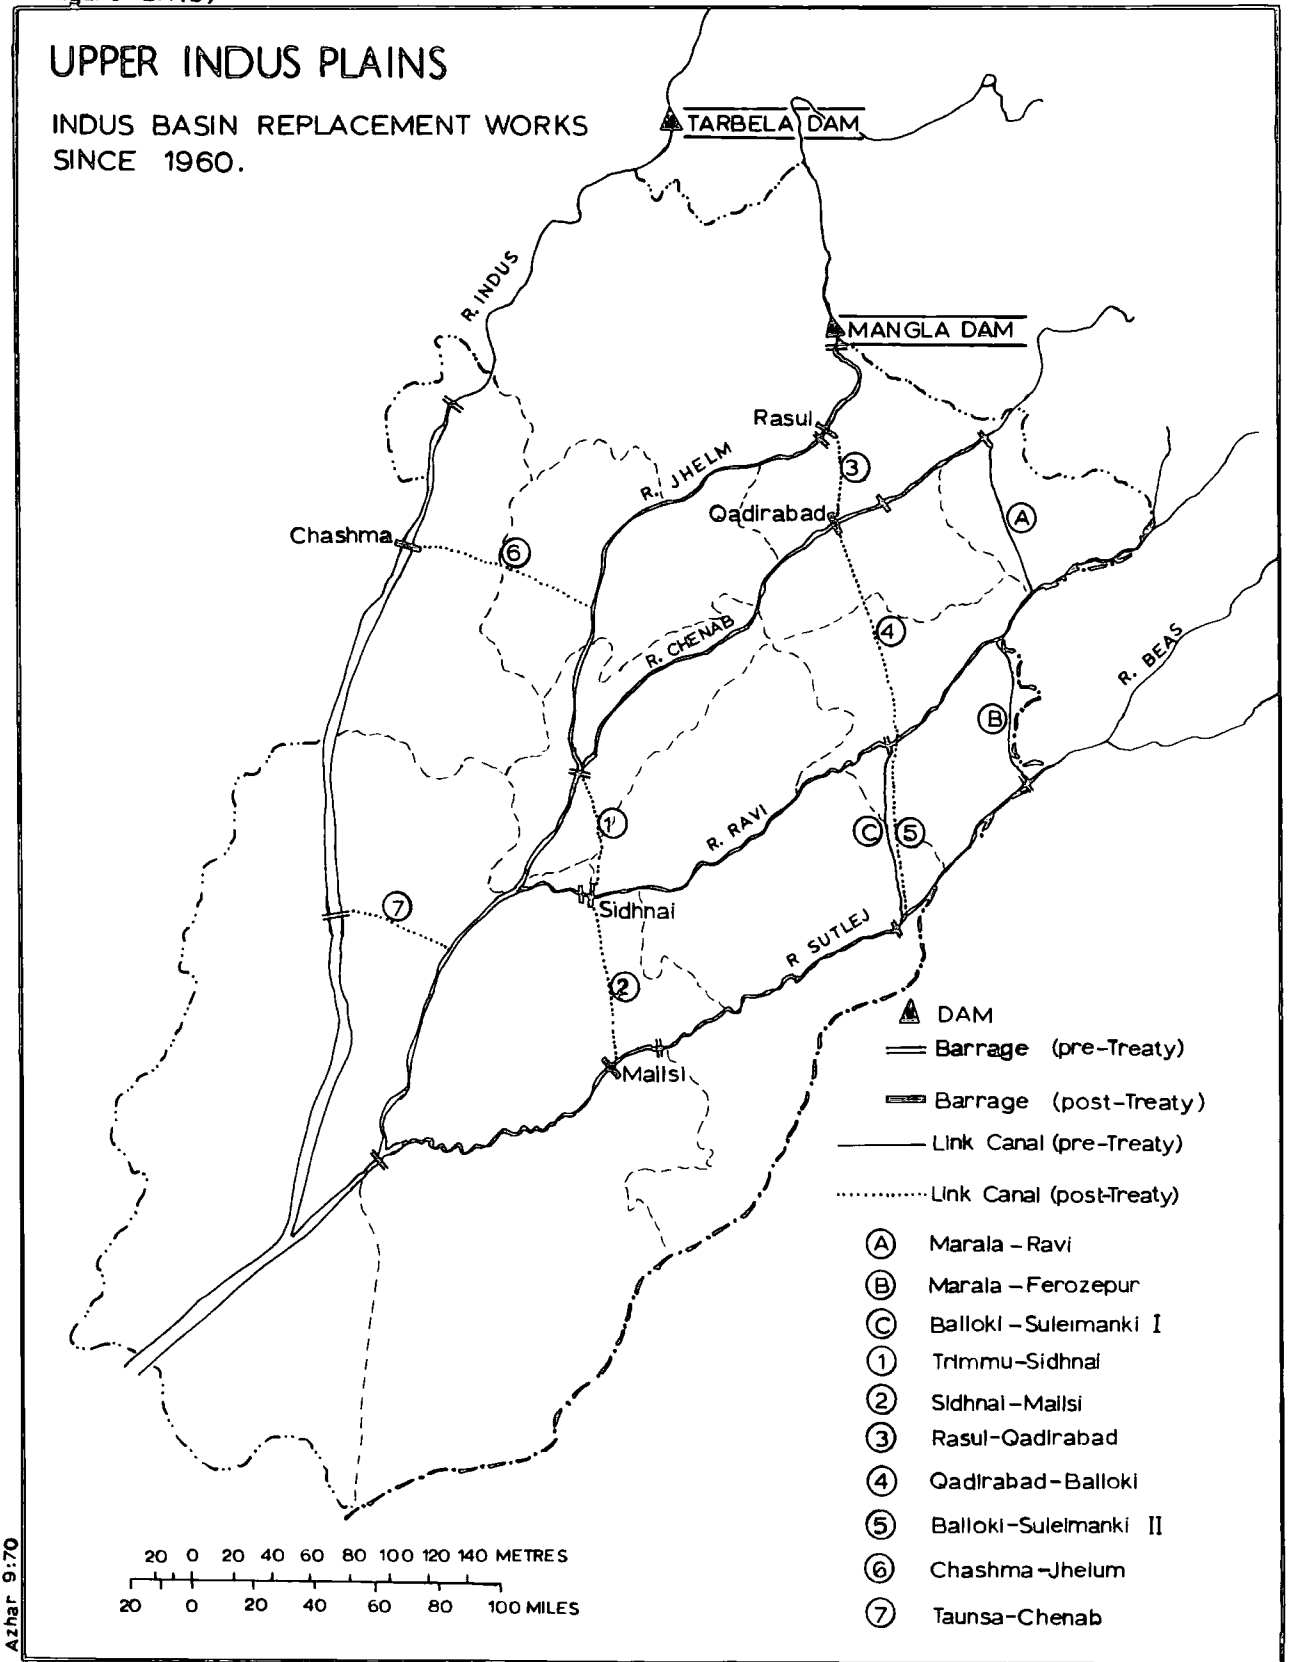 UPPER INDUS PLAINS
INDUS BASIN REPLACEMENT WORKS
SINCE 1960.
TARBELA DAM
R. INDUS
MANGLA DAM
Rasul
R. JHELM
3
Qadirabad
A
Chashma
6
4
R. CHENAB
R. BEAS
B
1
R. RAVI
C
5
7
Sidhnai
R SUTLEJ
2
Mailsi
DAM
Barrage (pre-Treaty)
Barrage (post-Treaty)
Link Canal (pre-Treaty)
Link Canal (post-Treaty)
A Marala - Ravi
B Marala - Ferozepur
C Balloki - Suleimanki I
1 Trimmu-Sidhnai
2 Sidhnai-Mailsi
3 Rasul-Qadirabad
4 Qadirabad-Balloki
5 Balloki-Suleimanki II
6 Chashma-Jhelum
7 Taunsa-Chenab
20 0 20 40 60 80 100 120 140 METRES
20 0 20 40 60 80 100 MILES
Azhar 9:70